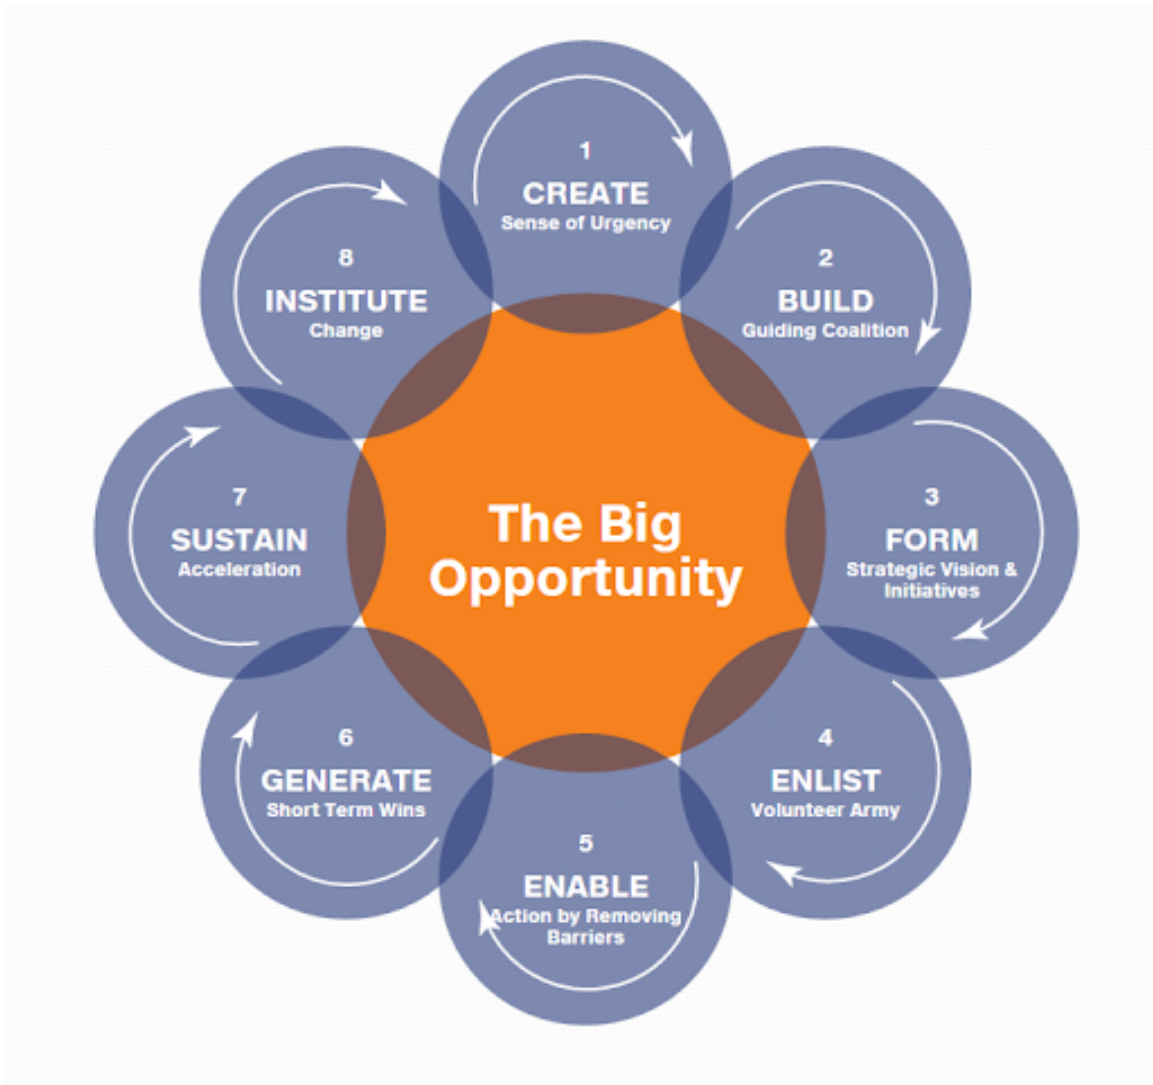 1
CREATE
Sense of Urgency
2
BUILD
Guiding Coalition
3
FORM
Strategic Vision &
Initiatives
4
ENLIST
Volunteer Army
5
ENABLE
Action by Removing
Barriers
6
GENERATE
Short Term Wins
7
SUSTAIN
Acceleration
8
INSTITUTE
Change
The Big
Opportunity